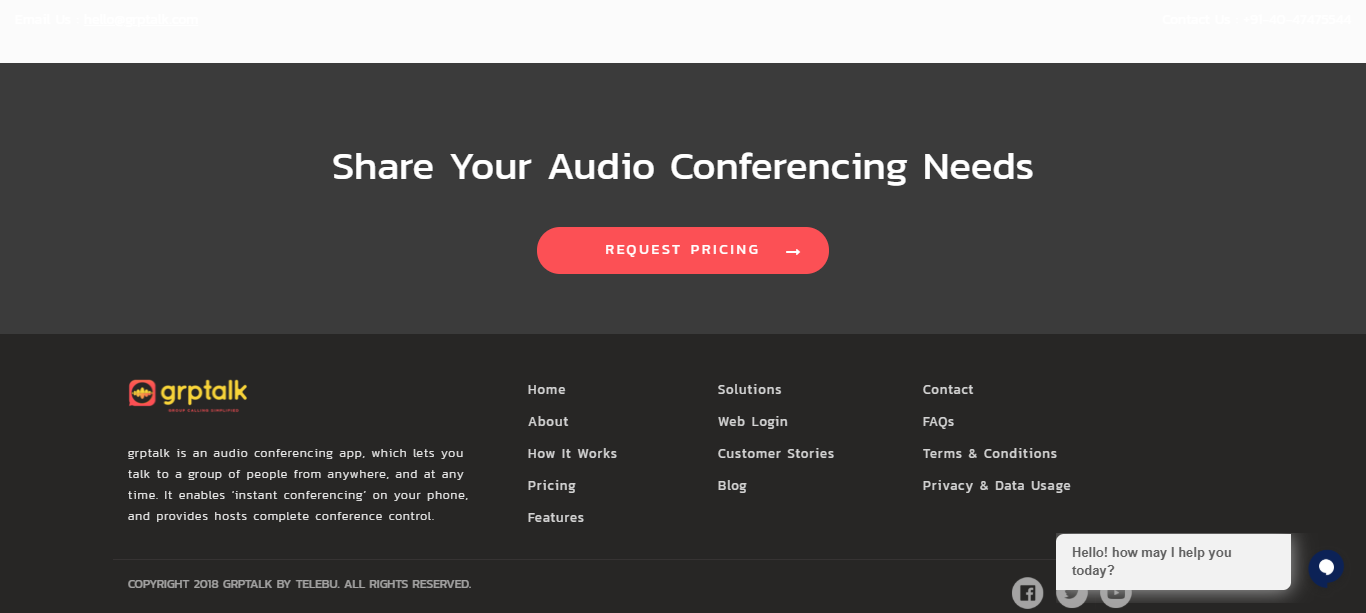 Email Us hello@grptalk.com
Contact Us
Share Your Audio Conferencing Needs
REQUEST PRICING
grptalk
GROUP CALLING SIMPLIFIED
grptalk is an audio conferencing app, which lets you
talk to a group of people from anywhere, and at any
time. It enables ‘instant conferencing’ on your phone,
and provides hosts complete conference control.
Home
About
How It Works
Pricing
Features
Solutions
Web Login
Customer Stories
Blog
Contact
FAQs
Terms & Conditions
Privacy & Data Usage
COPYRIGHT 2018 GRPTALK BY TELEBU. ALL RIGHTS RESERVED.
Hello! how may I help you
today?